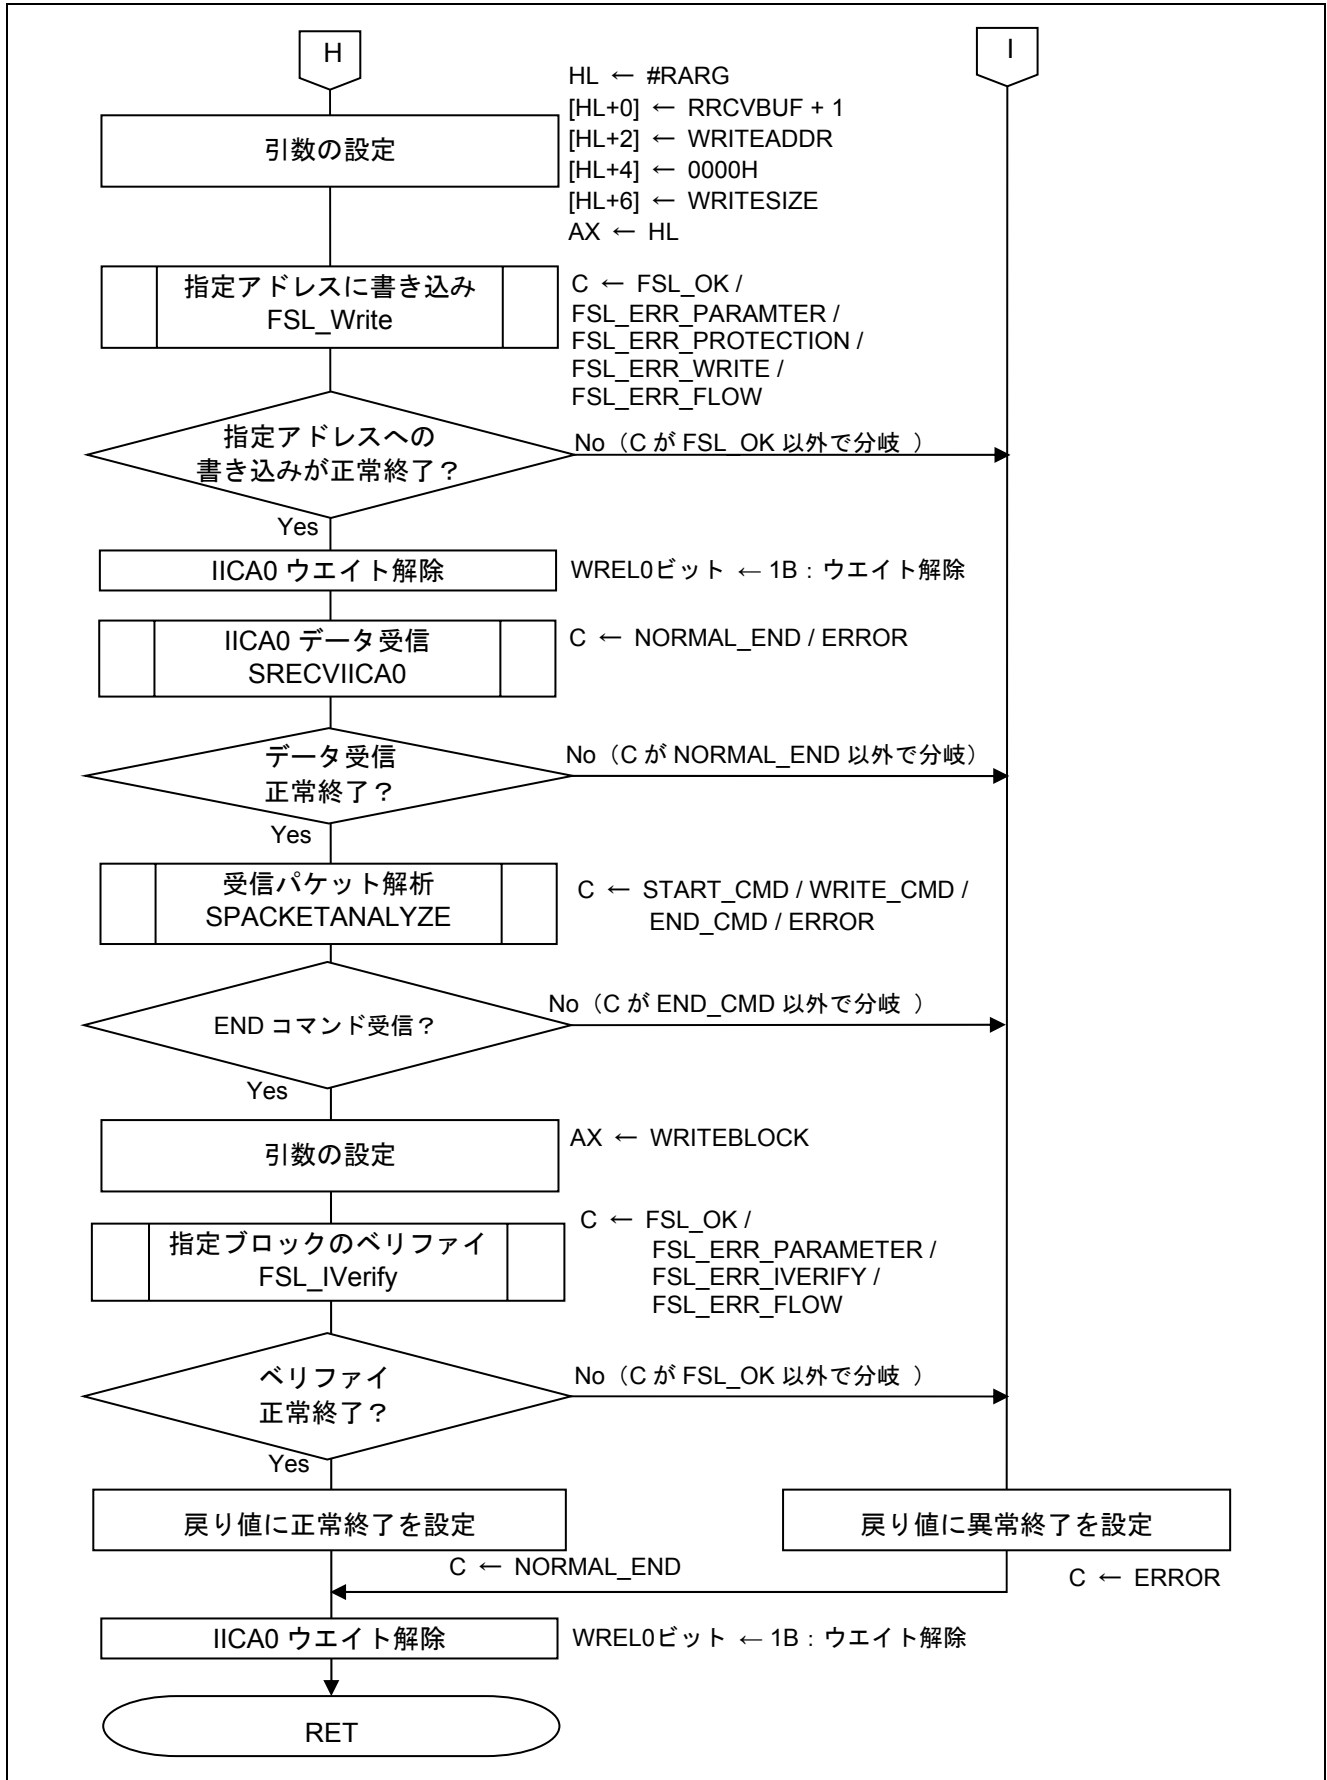 H
I
HL ← #RARG
[HL+0] ← RRCVBUF + 1
引数の設定
[HL+2] ← WRITEADDR
[HL+4] ← 0000H
[HL+6] ← WRITESIZE
AX ← HL
指定アドレスに書き込み
FSL_Write
C ← FSL_OK /
FSL_ERR_PARAMTER /
FSL_ERR_PROTECTION /
FSL_ERR_WRITE /
FSL_ERR_FLOW
指定アドレスへの
書き込みが正常終了？
No（C が FSL_OK 以外で分岐 ）
Yes
IICA0 ウエイト解除
WREL0ビット ← 1B：ウエイト解除
IICA0 データ受信
SRECVIICA0
C ← NORMAL_END / ERROR
データ受信
正常終了？
No（C が NORMAL_END 以外で分岐）
Yes
受信パケット解析
SPACKETANALYZE
C ← START_CMD / WRITE_CMD /
END_CMD / ERROR
END コマンド受信？
No（C が END_CMD 以外で分岐 ）
Yes
引数の設定
AX ← WRITEBLOCK
指定ブロックのベリファイ
FSL_IVerify
C ← FSL_OK /
FSL_ERR_PARAMETER /
FSL_ERR_IVERIFY /
FSL_ERR_FLOW
ベリファイ
正常終了？
No（C が FSL_OK 以外で分岐 ）
Yes
戻り値に正常終了を設定
戻り値に異常終了を設定
C ← NORMAL_END
C ← ERROR
IICA0 ウエイト解除
WREL0ビット ← 1B：ウエイト解除
RET